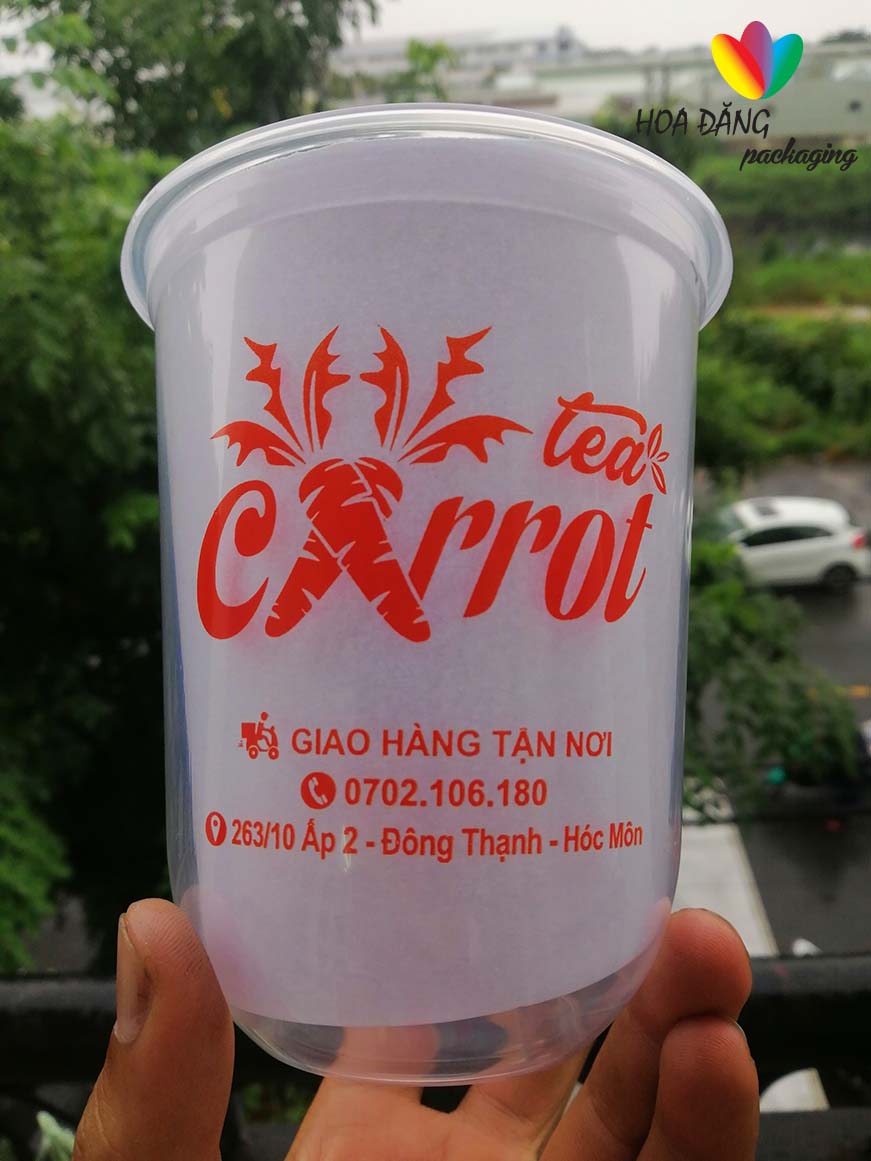 HOA ĐĂNG
packaging
tea
Carrot
GIAO HÀNG TẬN NƠI
0702.106.180
263/10 Ấp 2 - Đông Thạnh - Hóc Môn